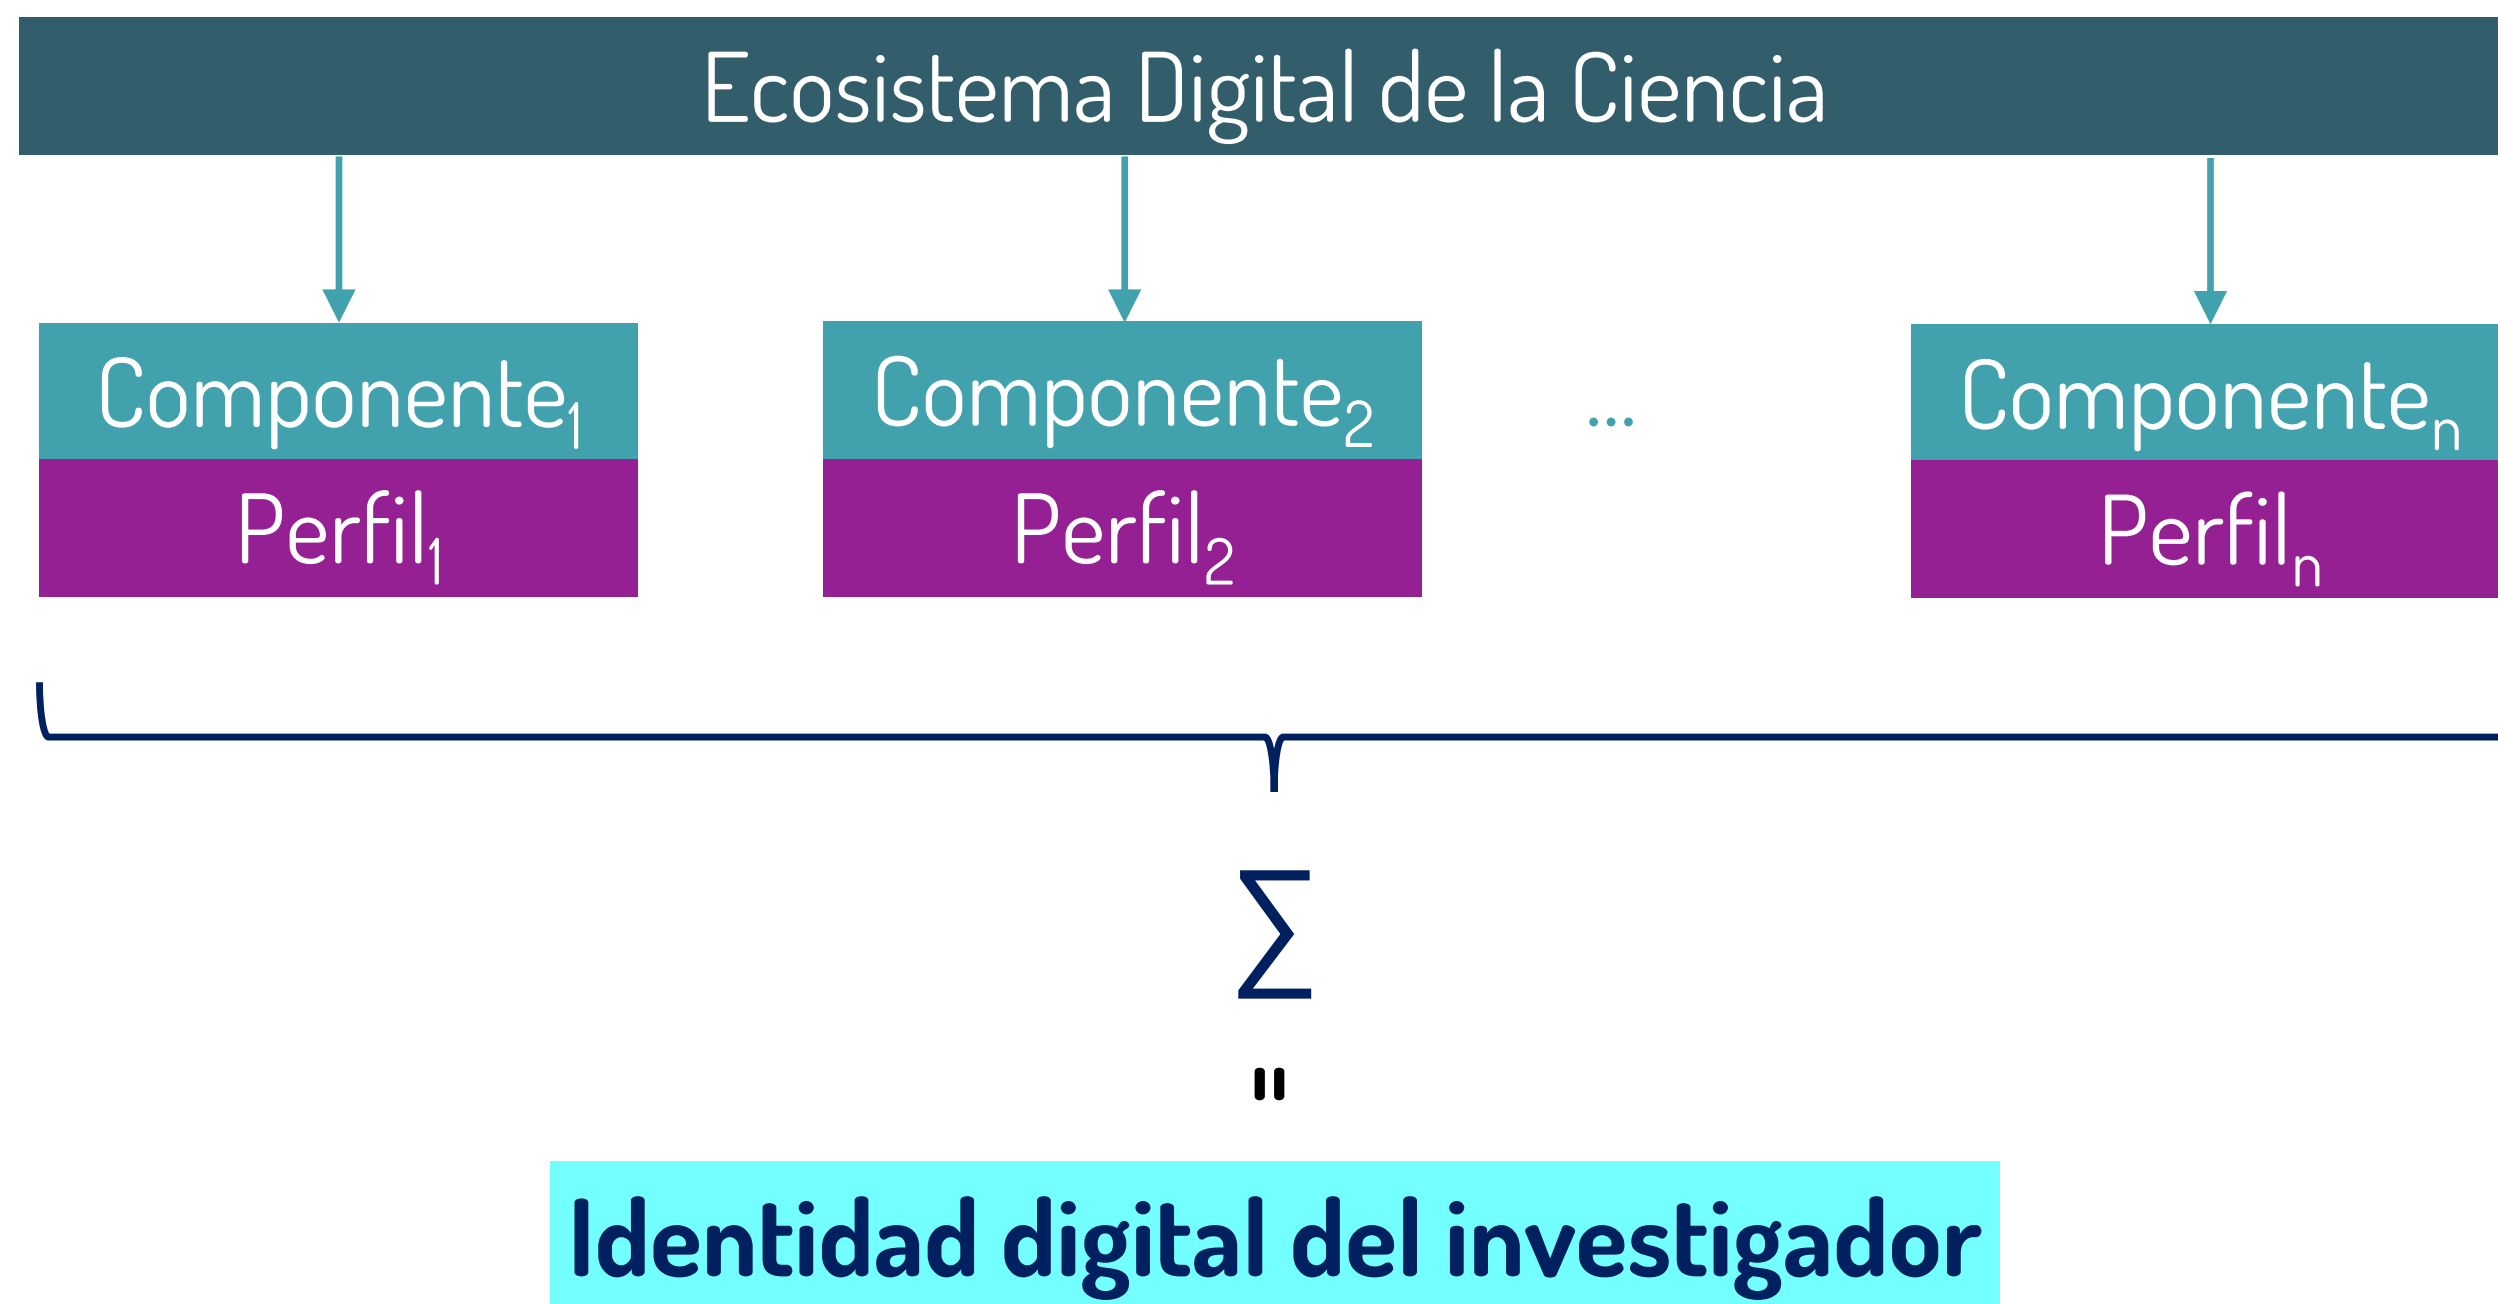 Ecosistema Digital de la Ciencia
Componente₁
Componente₂
...
Componenteₙ
Perfil₁
Perfil₂
Perfilₙ
∑
=
Identidad digital del investigador